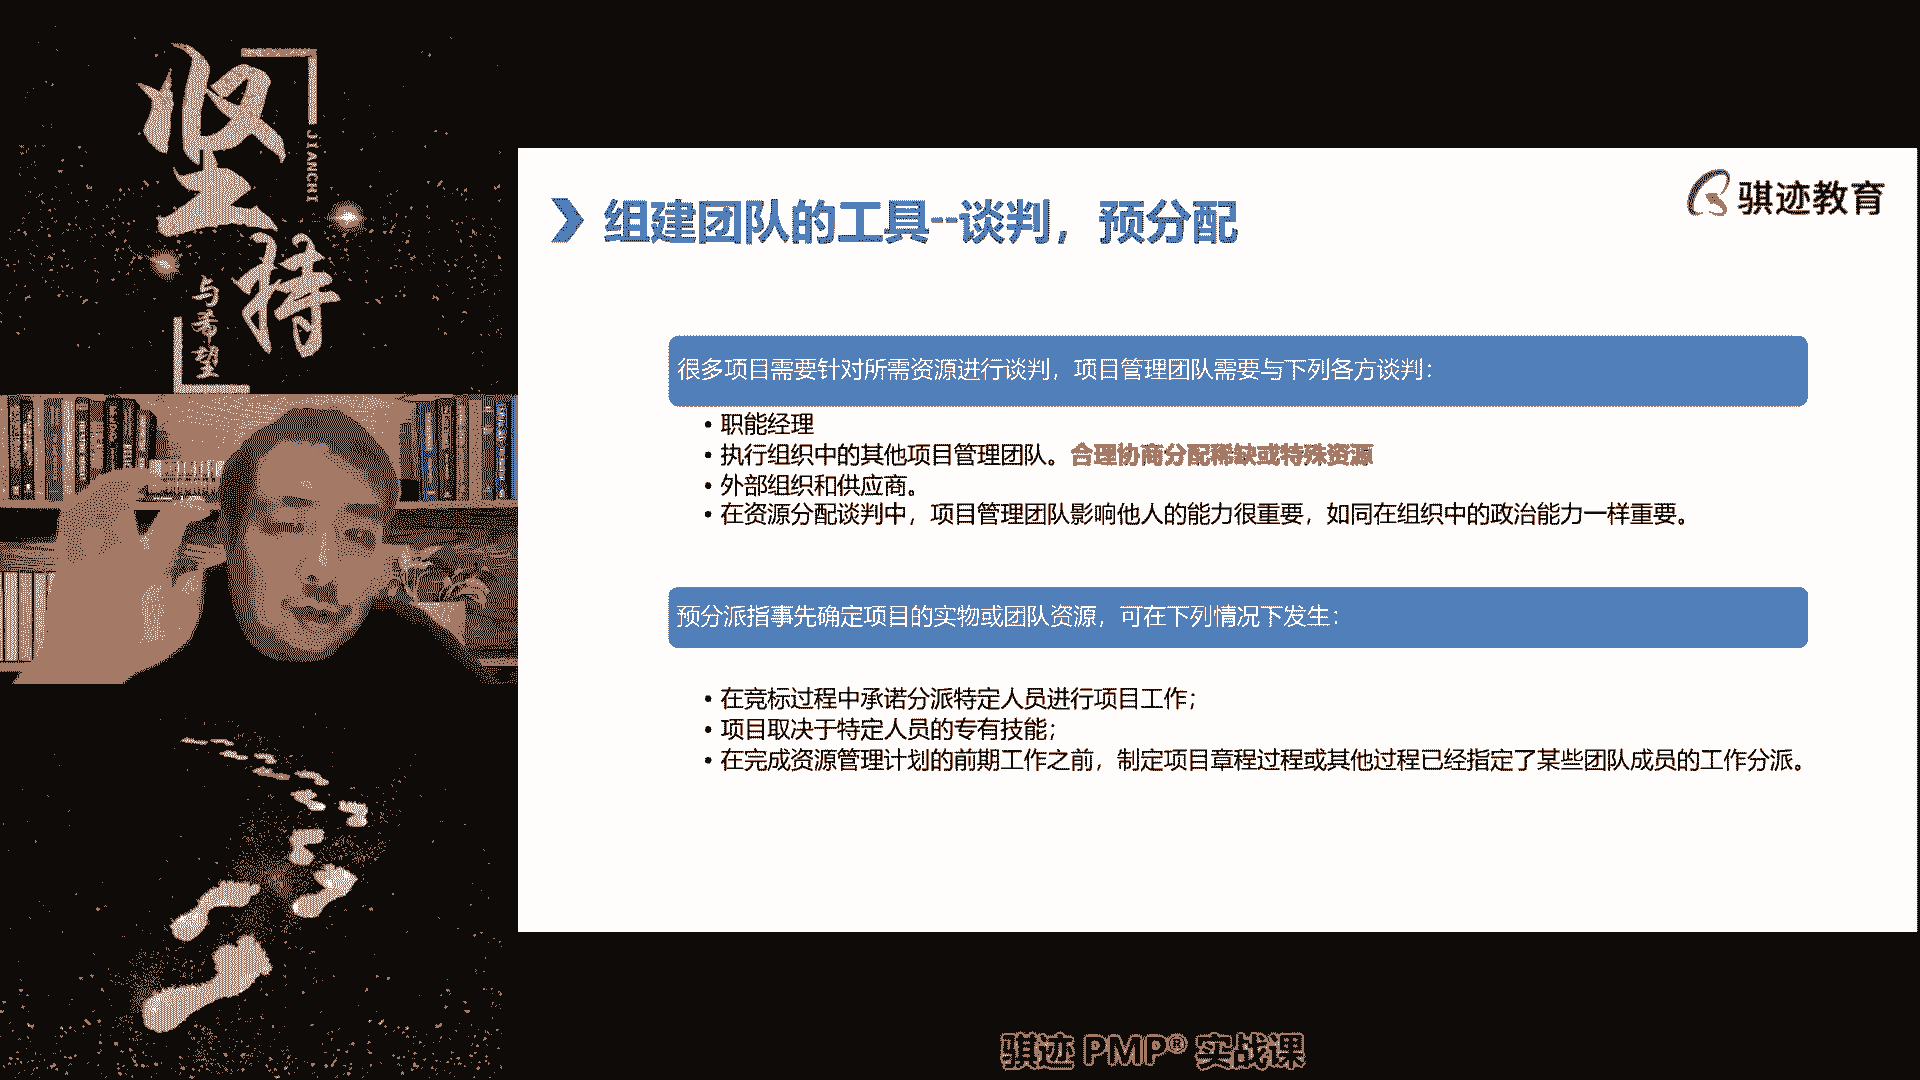 坚持
JIANCHI
与希望
骐迹教育
组建团队的工具--谈判，预分配
很多项目需要针对所需资源进行谈判，项目管理团队需要与下列各方谈判：
• 职能经理
• 执行组织中的其他项目管理团队。合理协商分配稀缺或特殊资源
• 外部组织和供应商。
• 在资源分配谈判中，项目管理团队影响他人的能力很重要，如同在组织中的政治能力一样重要。
预分派指事先确定项目的实物或团队资源，可在下列情况下发生：
• 在竞标过程中承诺分派特定人员进行项目工作；
• 项目取决于特定人员的专有技能；
• 在完成资源管理计划的前期工作之前，制定项目章程过程或其他过程已经指定了某些团队成员的工作分派。
骐迹 PMP® 实战课